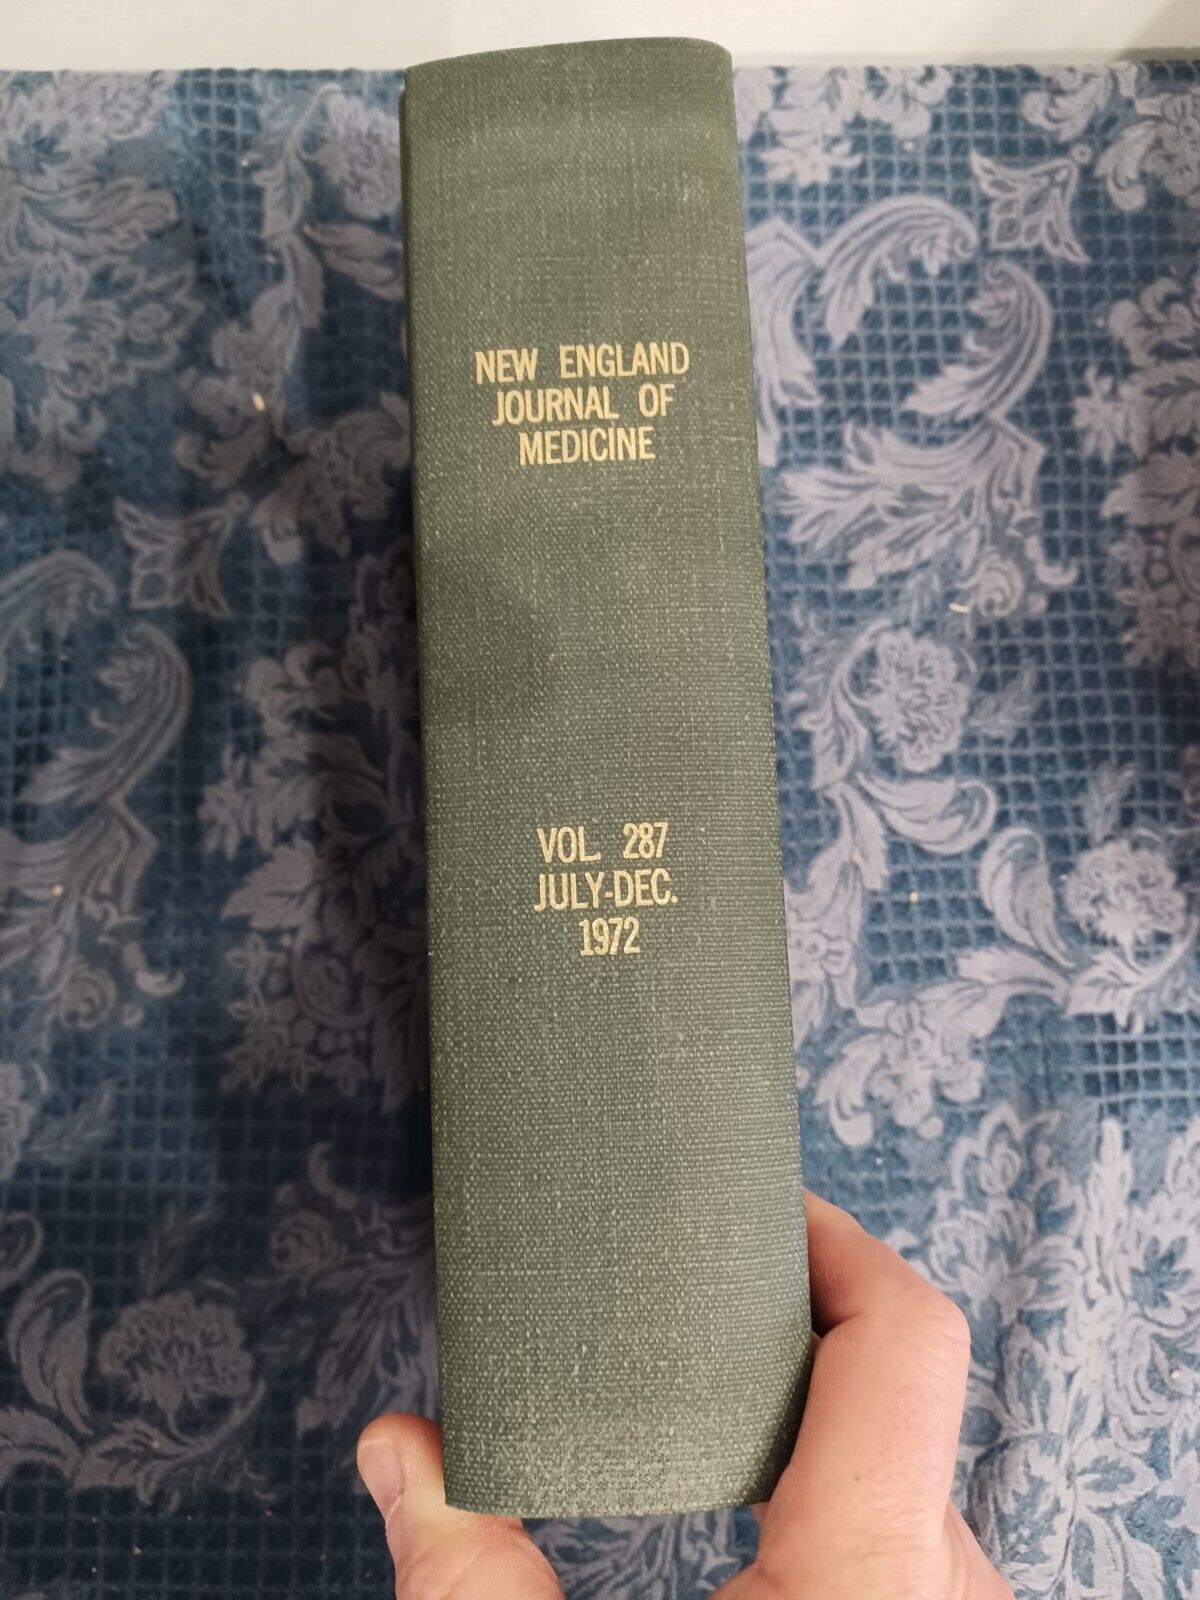 NEW ENGLAND
JOURNAL OF
MEDICINE
VOL. 287
JULY-DEC.
1972